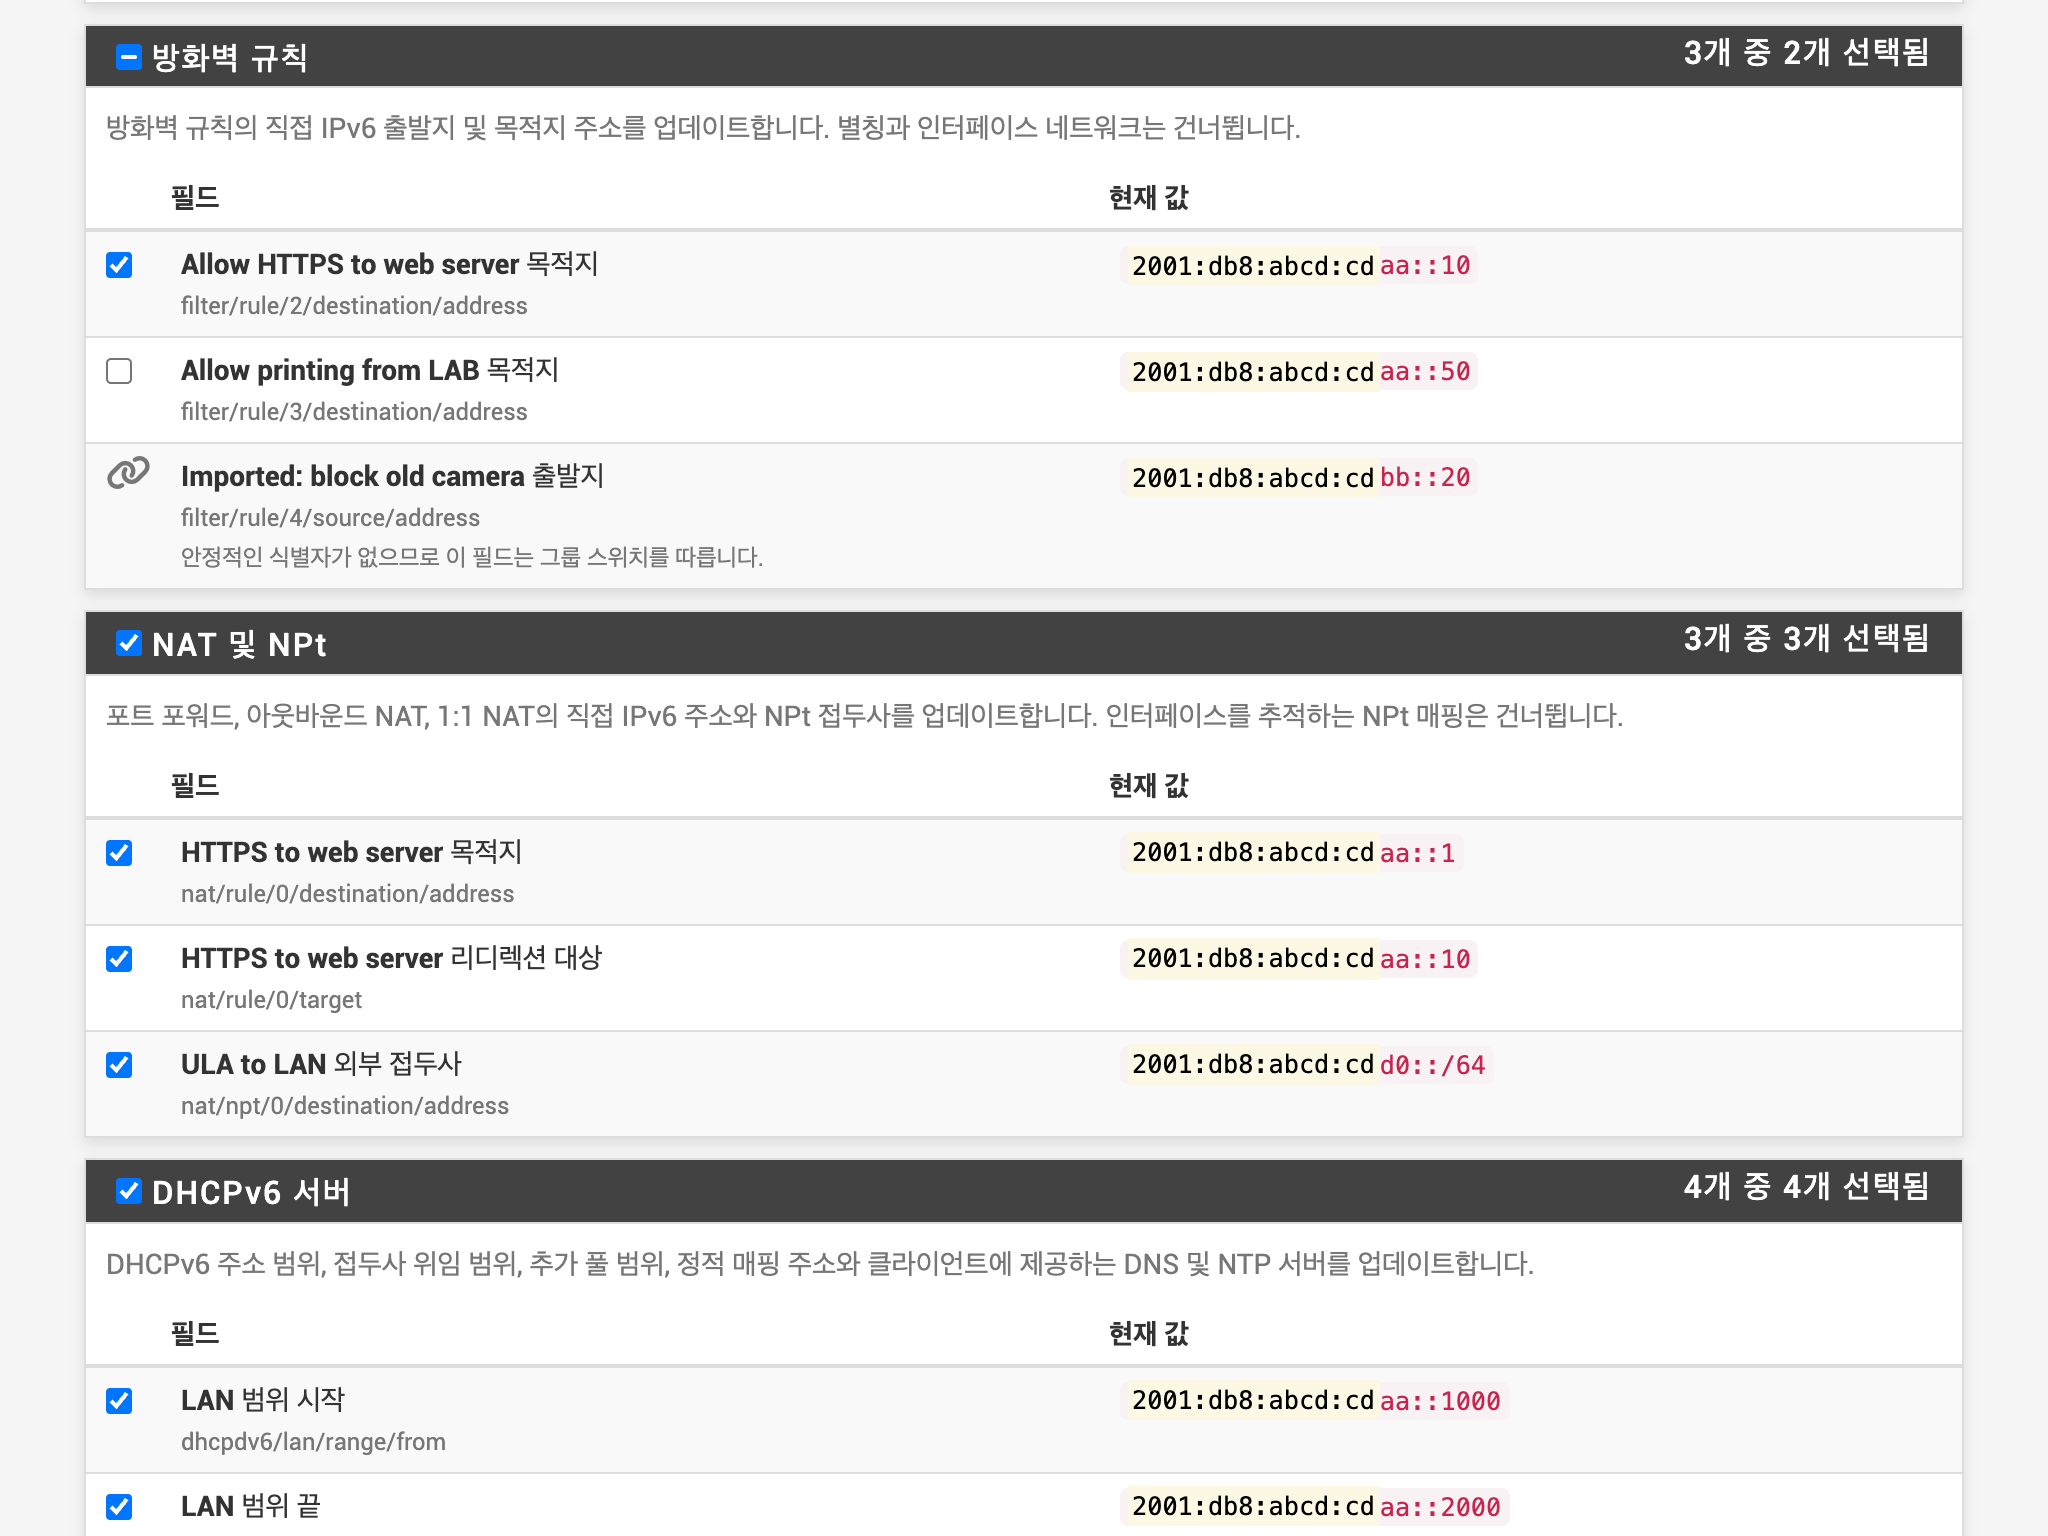 방화벽 규칙
3개 중 2개 선택됨
방화벽 규칙의 직접 IPv6 출발지 및 목적지 주소를 업데이트합니다. 별칭과 인터페이스 네트워크는 건너뜁니다.
필드 현재 값
Allow HTTPS to web server 목적지 2001:db8:abcd:cdaa::10
filter/rule/2/destination/address
Allow printing from LAB 목적지 2001:db8:abcd:cdaa::50
filter/rule/3/destination/address
Imported: block old camera 출발지 2001:db8:abcd:cdbb::20
filter/rule/4/source/address
안정적인 식별자가 없으므로 이 필드는 그룹 스위치를 따릅니다.
NAT 및 NPt
3개 중 3개 선택됨
포트 포워드, 아웃바운드 NAT, 1:1 NAT의 직접 IPv6 주소와 NPt 접두사를 업데이트합니다. 인터페이스를 추적하는 NPt 매핑은 건너뜁니다.
필드 현재 값
HTTPS to web server 목적지 2001:db8:abcd:cdaa::1
nat/rule/0/destination/address
HTTPS to web server 리디렉션 대상 2001:db8:abcd:cdaa::10
nat/rule/0/target
ULA to LAN 외부 접두사 2001:db8:abcd:cdd0::/64
nat/npt/0/destination/address
DHCPv6 서버
4개 중 4개 선택됨
DHCPv6 주소 범위, 접두사 위임 범위, 추가 풀 범위, 정적 매핑 주소와 클라이언트에 제공하는 DNS 및 NTP 서버를 업데이트합니다.
필드 현재 값
LAN 범위 시작 2001:db8:abcd:cdaa::1000
dhcpdv6/lan/range/from
LAN 범위 끝 2001:db8:abcd:cdaa::2000